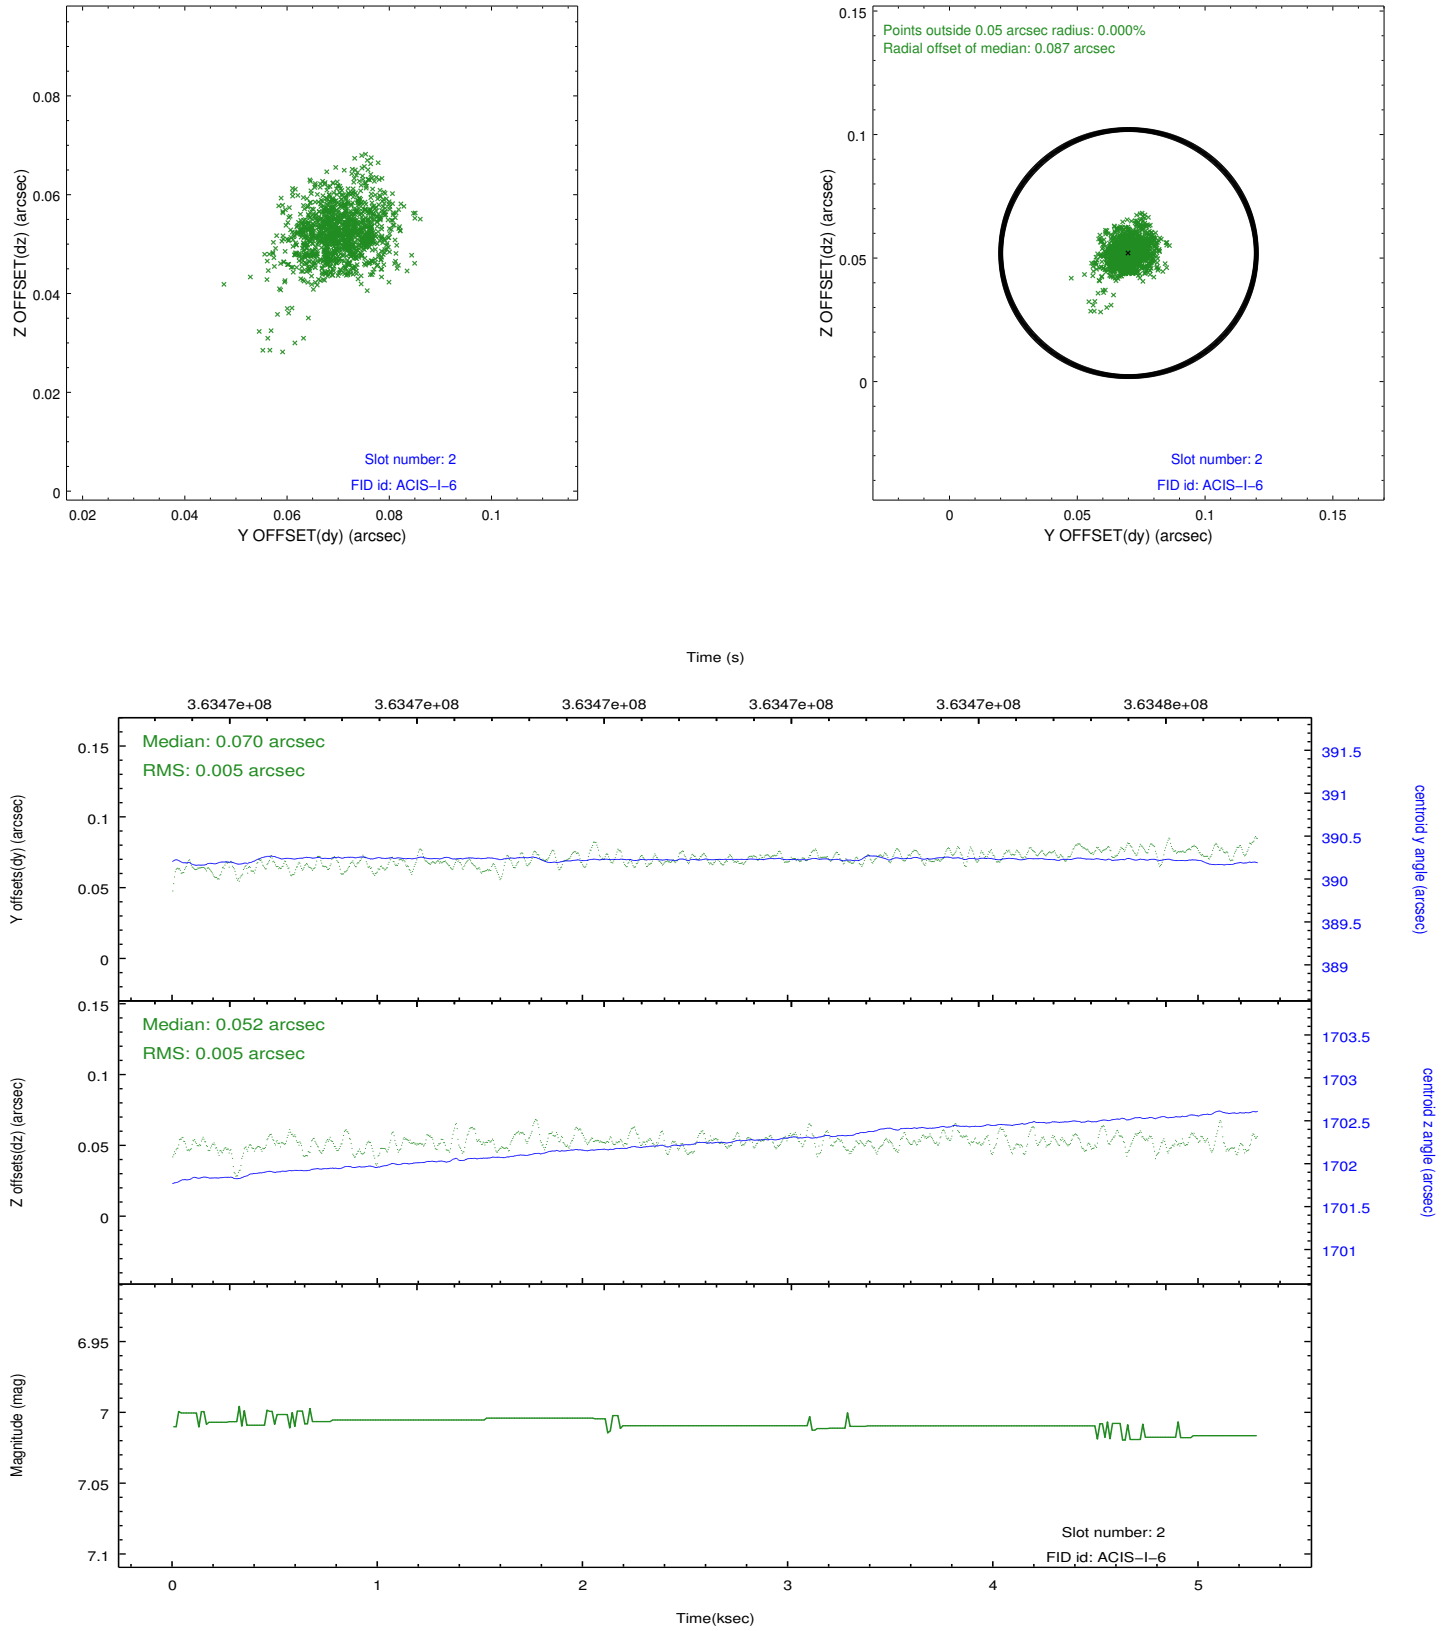 0.08
0.06
0.04
0.02
0
0.02
0.04
0.06
0.08
0.1
Z OFFSET(dz) (arcsec)
Y OFFSET(dy) (arcsec)
Slot number: 2
FID id: ACIS−I−6
Points outside 0.05 arcsec radius: 0.000%
Radial offset of median: 0.087 arcsec
0.15
0.1
0.05
0
0
0.05
0.1
0.15
Z OFFSET(dz) (arcsec)
Y OFFSET(dy) (arcsec)
Slot number: 2
FID id: ACIS−I−6
Time (s)
3.6347e+08
3.6347e+08
3.6347e+08
3.6347e+08
3.6347e+08
3.6348e+08
Median: 0.070 arcsec
RMS: 0.005 arcsec
0.15
0.1
0.05
0
Y offsets(dy) (arcsec)
391.5
391
390.5
390
389.5
389
centroid y angle (arcsec)
Median: 0.052 arcsec
RMS: 0.005 arcsec
0.15
0.1
0.05
0
Z offsets(dz) (arcsec)
1703.5
1703
1702.5
1702
1701.5
1701
centroid z angle (arcsec)
6.95
7
7.05
7.1
Magnitude (mag)
Slot number: 2
FID id: ACIS−I−6
0
1
2
3
4
5
Time(ksec)